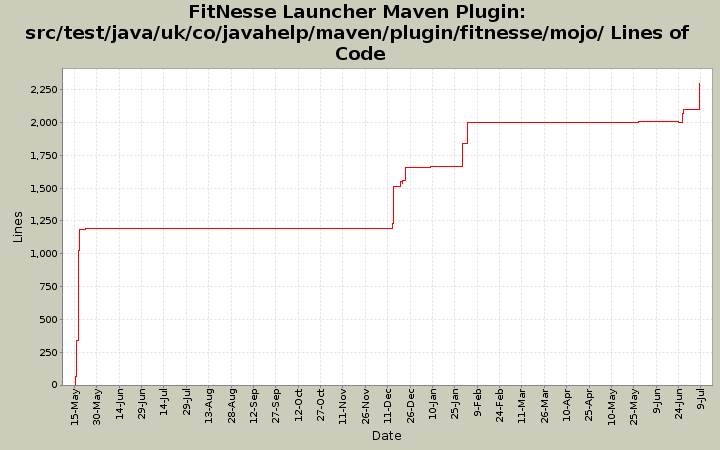 FitNesse Launcher Maven Plugin:
src/test/java/uk/co/javahelp/maven/plugin/fitnesse/mojo/ Lines of
Code
Lines
2,250
2,000
1,750
1,500
1,250
1,000
750
500
250
0
15-May
30-May
14-Jun
29-Jun
14-Jul
29-Jul
13-Aug
28-Aug
12-Sep
27-Sep
12-Oct
27-Oct
11-Nov
26-Nov
11-Dec
26-Dec
10-Jan
25-Jan
9-Feb
24-Feb
11-Mar
26-Mar
10-Apr
25-Apr
10-May
25-May
9-Jun
24-Jun
9-Jul
Date